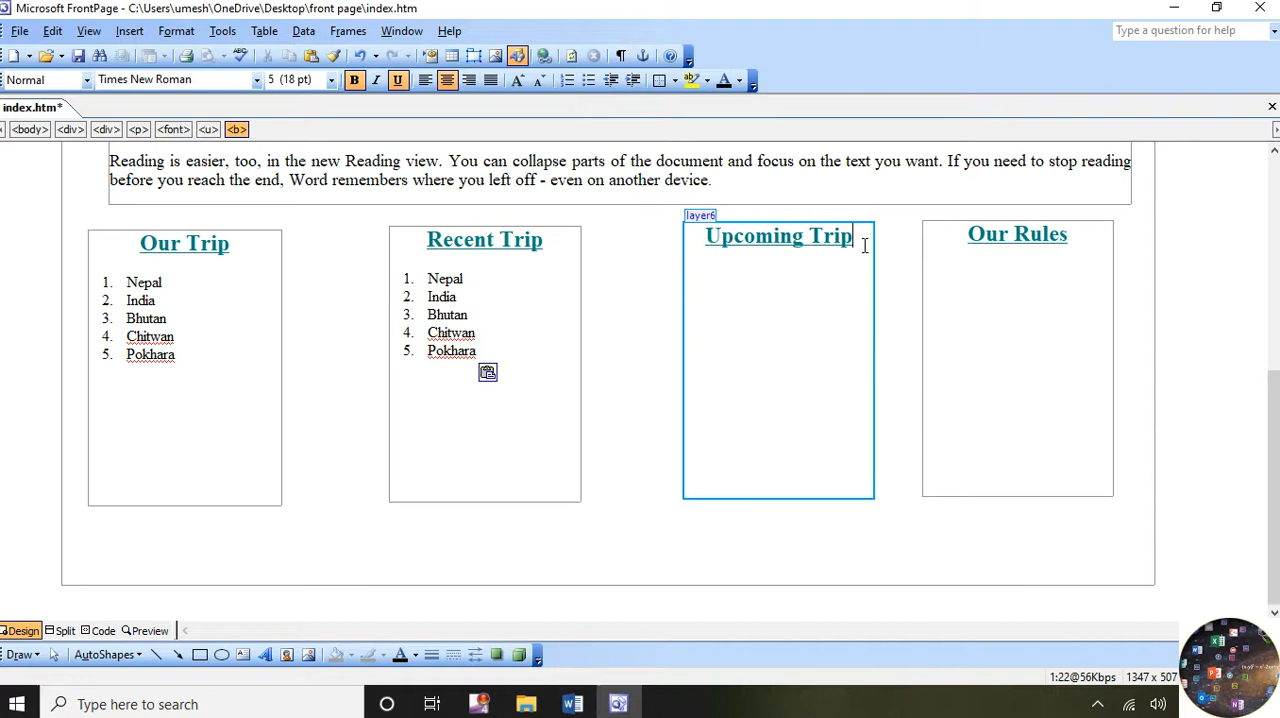 Microsoft FrontPage - C:\Users\umesh\OneDrive\Desktop\front page\index.htm
File Edit View Insert Format Tools Table Data Frames Window Help
Type a question for help
Normal Times New Roman 5 (18 pt) B I U A
index.htm*
<body> <div> <div> <p> <font> <u> <b>
Reading is easier, too, in the new Reading view. You can collapse parts of the document and focus on the text you want. If you need to stop reading
before you reach the end, Word remembers where you left off - even on another device.
layer6
Our Trip
1. Nepal
2. India
3. Bhutan
4. Chitwan
5. Pokhara
Recent Trip
1. Nepal
2. India
3. Bhutan
4. Chitwan
5. Pokhara
Upcoming Trip
Our Rules
Design Split Code Preview
Draw AutoShapes A
1:22@56Kbps 1347 x 507
Type here to search